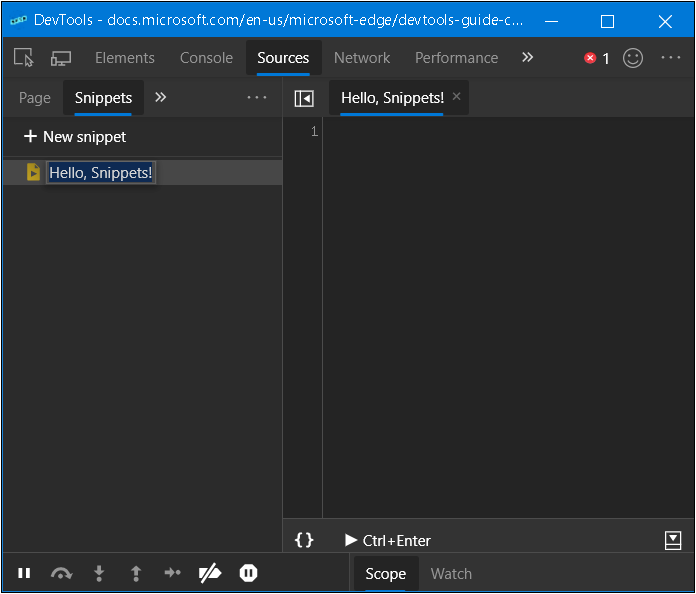 DevTools - docs.microsoft.com/en-us/microsoft-edge/devtools-guide-c...
Elements Console Sources Network Performance 1
Page Snippets Hello, Snippets!
New snippet
1
Hello, Snippets!
{} Ctrl+Enter
Scope Watch